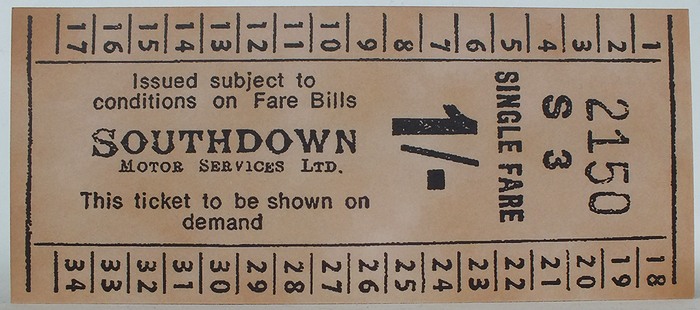 17 16 15 14 13 12 11 10 9 8 7 6 5 4 3 2 1
Issued subject to
conditions on Fare Bills
SOUTHDOWN
MOTOR SERVICES LTD.
This ticket to be shown on
demand
1/-
SINGLE FARE
S 3
2150
34 33 32 31 30 29 28 27 26 25 24 23 22 21 20 19 18